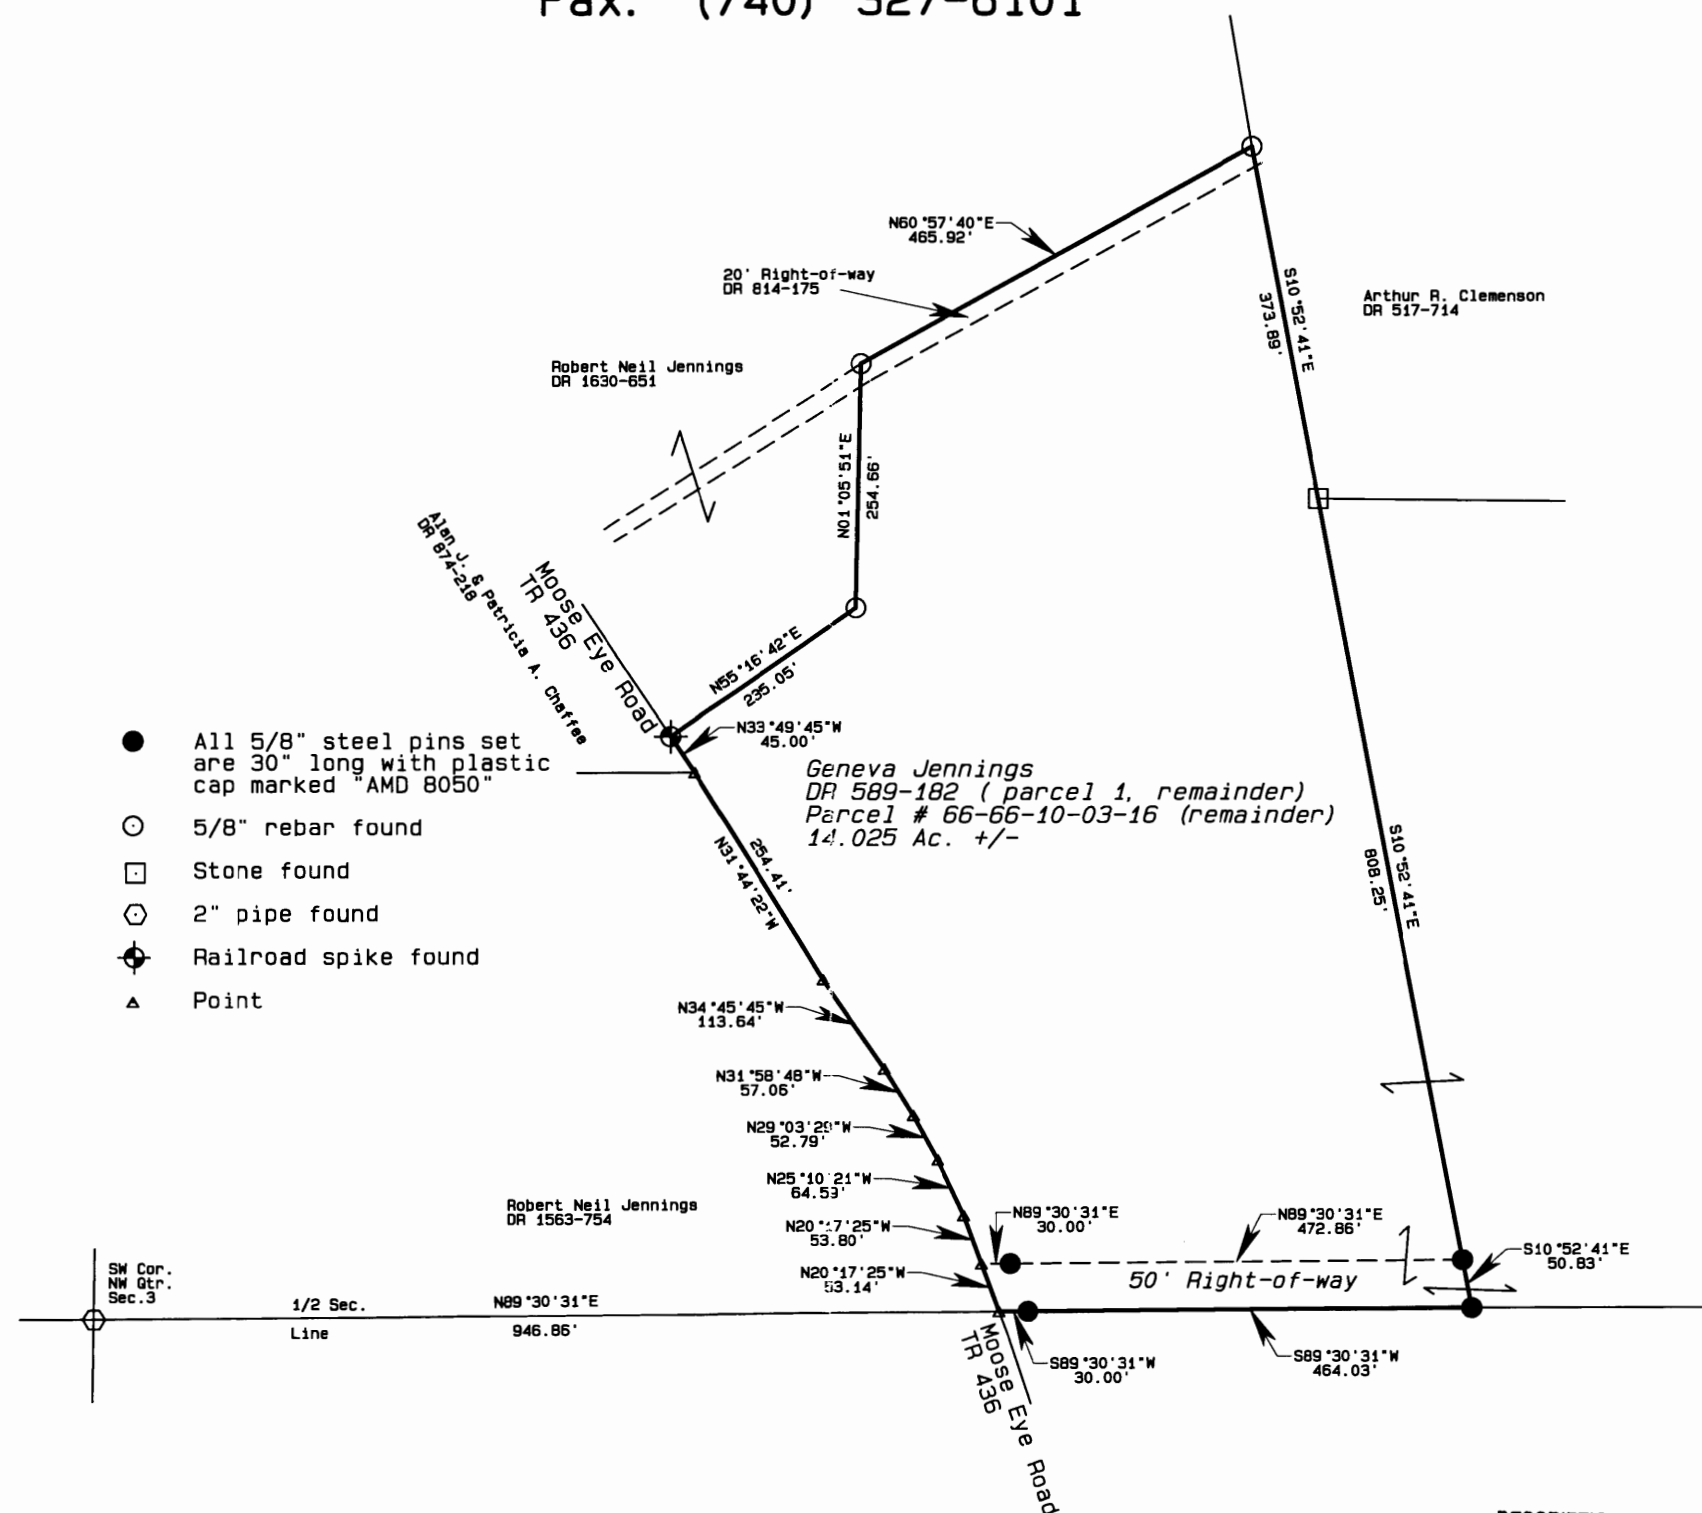 Fax: (740) 327-6101
N60°57'40"E
465.92'
20' Right-of-way
DR 814-175
S10°52'41"E
373.89'
Arthur R. Clemenson
DR 517-714
Robert Neil Jennings
DR 1630-651
N01°05'51"E
254.66'
Alan J. & Patricia A. Chaffee
DR 874-218
Moose Eye Road
TR 436
N55°16'42"E
235.05'
N33°49'45"W
45.00'
All 5/8" steel pins set
are 30" long with plastic
cap marked "AMD 8050"
5/8" rebar found
Stone found
2" pipe found
Railroad spike found
Point
Geneva Jennings
DR 589-182 ( parcel 1, remainder)
Parcel # 66-66-10-03-16 (remainder)
14.025 Ac. +/-
254.41'
N31°44'22"W
S10°52'41"E
808.25'
N34°45'45"W
113.64'
N31°58'48"W
57.06'
N29°03'29"W
52.79'
N25°10'21"W
64.59'
Robert Neil Jennings
DR 1563-754
N20°17'25"W
53.80'
N20°17'25"W
53.14'
N89°30'31"E
30.00'
N89°30'31"E
472.86'
S10°52'41"E
50.83'
50' Right-of-way
SW Cor.
NW Qtr.
Sec.3
1/2 Sec.
Line
N89°30'31"E
946.86'
S89°30'31"W
30.00'
S89°30'31"W
464.03'
Moose Eye Road
TR 436